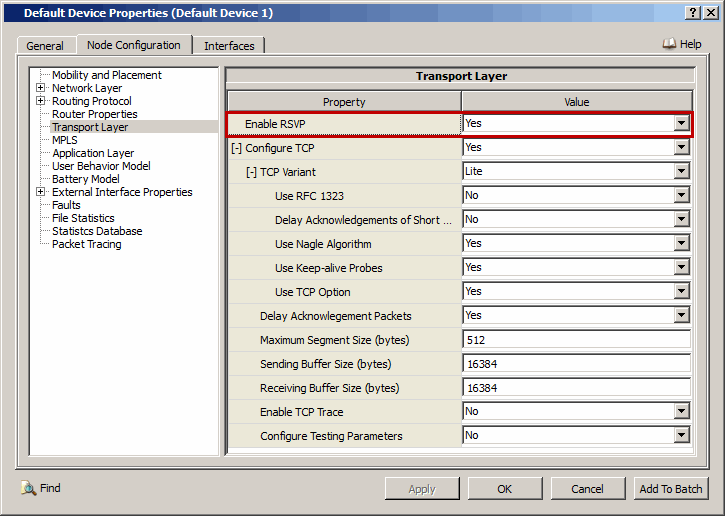 Default Device Properties (Default Device 1)
General Node Configuration Interfaces Help
Mobility and Placement
Network Layer
Routing Protocol
Router Properties
Transport Layer
MPLS
Application Layer
User Behavior Model
Battery Model
External Interface Properties
Faults
File Statistics
Statistcs Database
Packet Tracing
Transport Layer
Property Value
Enable RSVP Yes
[-] Configure TCP Yes
[-] TCP Variant Lite
Use RFC 1323 No
Delay Acknowledgements of Short ... No
Use Nagle Algorithm Yes
Use Keep-alive Probes Yes
Use TCP Option Yes
Delay Acknowlegement Packets Yes
Maximum Segment Size (bytes) 512
Sending Buffer Size (bytes) 16384
Receiving Buffer Size (bytes) 16384
Enable TCP Trace No
Configure Testing Parameters No
Find Apply OK Cancel Add To Batch